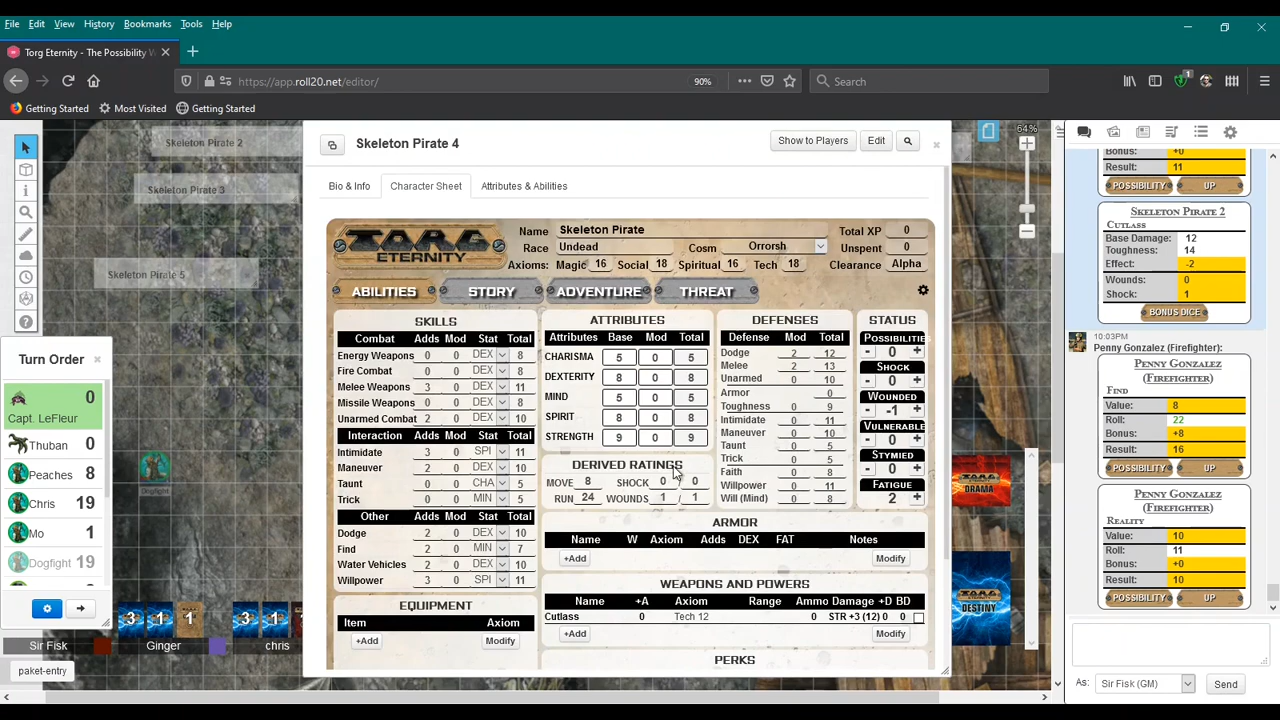 File Edit View History Bookmarks Tools Help
Torg Eternity - The Possibility W
https://app.roll20.net/editor/
90%
Search
Getting Started Most Visited Getting Started
Skeleton Pirate 2
Skeleton Pirate 3
Skeleton Pirate 5
Dogfight
Turn Order
Capt. LeFleur 0
Thuban 0
Peaches 8
Chris 19
Mo 1
Dogfight 19
3 1 1 3
Sir Fisk Ginger chris
paket-entry
Skeleton Pirate 4
Show to Players Edit
Bio & Info Character Sheet Attributes & Abilities
TORG
ETERNITY
Name Skeleton Pirate Total XP 0
Race Undead Cosm Orrorsh Unspent 0
Axioms: Magic 16 Social 18 Spiritual 16 Tech 18 Clearance Alpha
ABILITIES STORY ADVENTURE THREAT
SKILLS
Combat Adds Mod Stat Total
Energy Weapons 0 0 DEX 8
Fire Combat 0 0 DEX 8
Melee Weapons 3 0 DEX 11
Missile Weapons 0 0 DEX 8
Unarmed Combat 2 0 DEX 10
Interaction Adds Mod Stat Total
Intimidate 3 0 SPI 11
Maneuver 2 0 DEX 10
Taunt 0 0 CHA 5
Trick 0 0 MIN 5
Other Adds Mod Stat Total
Dodge 2 0 DEX 10
Find 2 0 MIN 7
Water Vehicles 2 0 DEX 10
Willpower 3 0 SPI 11
EQUIPMENT
Item Axiom
+Add Modify
ATTRIBUTES
Attributes Base Mod Total
CHARISMA 5 0 5
DEXTERITY 8 0 8
MIND 5 0 5
SPIRIT 8 0 8
STRENGTH 9 0 9
DERIVED RATINGS
MOVE 8 SHOCK 0 / 0
RUN 24 WOUNDS 1 / 1
DEFENSES
Defense Mod Total
Dodge 2 12
Melee 2 13
Unarmed 0 10
Armor 0
Toughness 0 9
Intimidate 0 11
Maneuver 0 10
Taunt 0 5
Trick 0 5
Faith 0 8
Willpower 0 11
Will (Mind) 0 8
STATUS
POSSIBILITIES
- 0 +
SHOCK
- 0 +
WOUNDED
- -1 +
VULNERABLE
- 0 +
STYMIED
- 0 +
FATIGUE
2 +
ARMOR
Name W Axiom Adds DEX FAT Notes
+Add Modify
WEAPONS AND POWERS
Name +A Axiom Range Ammo Damage +D BD
Cutlass 0 Tech 12 0 STR +3 (12) 0 0
+Add Modify
PERKS
64%
DRAMA
DESTINY
Bonus: +0
Result: 11
POSSIBILITY UP
SKELETON PIRATE 2
CUTLASS
Base Damage: 12
Toughness: 14
Effect: -2
Wounds: 0
Shock: 1
BONUS DICE
10:03PM
Penny Gonzalez (Firefighter):
PENNY GONZALEZ
(FIREFIGHTER)
FIND
Value: 8
Roll: 22
Bonus: +8
Result: 16
POSSIBILITY UP
PENNY GONZALEZ
(FIREFIGHTER)
REALITY
Value: 10
Roll: 11
Bonus: +0
Result: 10
POSSIBILITY UP
As: Sir Fisk (GM) Send